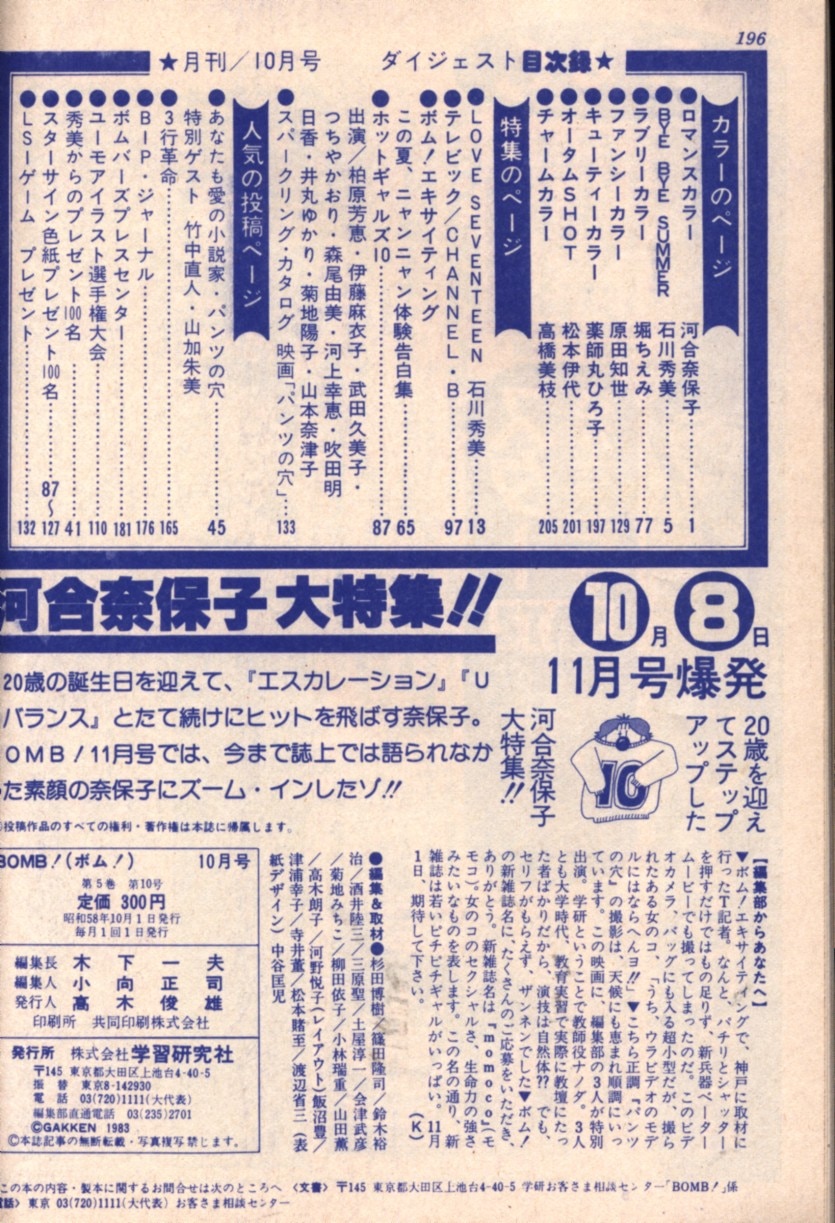 196
★月刊/10月号 ダイジェスト目次録★
カラーのページ
●ロマンスカラー 河合奈保子 1
●BYE BYE SUMMER 石川秀美 5
●ラブリーカラー 堀ちえみ 77
●ファンシーカラー 原田知世 129
●キューティーカラー 薬師丸ひろ子 197
●オータムSHOT 松本伊代 201
●チャームカラー 高橋美枝 205
特集のページ
●LOVE SEVENTEEN 石川秀美 13
●テレビック/CHANNEL・B 97
●ボム!エキサイティング
この夏、ニャンニャン体験告白集 65
●ホットギャルズ10 87
出演/柏原芳恵・伊藤麻衣子・武田久美子・
つちやかおり・森尾由美・河上幸恵・吹田明
日香・井丸ゆかり・菊地陽子・山本奈津子
●スパークリング・カタログ 映画「パンツの穴」 133
人気の投稿ページ
●あなたも愛の小説家・パンツの穴 45
特別ゲスト 竹中直人・山加朱美
●3行革命 165
●BIP・ジャーナル 176
●ボムバーズプレスセンター 181
●ユーモアイラスト選手権大会 110
●秀美からのプレゼント100名 41
●スターサイン色紙プレゼント100名 87〜127
●LSIゲーム プレゼント 132
10月8日
11月号爆発
20歳を迎え
てステップ
アップした
河合奈保子
大特集!!
10
河合奈保子大特集!!
20歳の誕生日を迎えて、『エスカレーション』『U
バランス』とたて続けにヒットを飛ばす奈保子。
OMB!11月号では、今まで誌上では語られなか
た素顔の奈保子にズーム・インしたゾ!!
投稿作品のすべての権利・著作権は本誌に帰属します。
【編集部からあなたへ】
▼ボム!エキサイティングで、神戸に取材に
行ったT記者。なんと、パチリとシャッター
を押すだけではもの足りず、新兵器ベーター
ムービーでも撮ってしまったのだ。このビデ
オカメラ、バッグにも入る超小型だが、撮ら
れたある女のコ、「うち、ウラビデオのモデ
ルにはならへんヨ!!」▼こちら正調『パンツ
の穴』の撮影は、天候にも恵まれ順調にいっ
ています。この映画に、編集部の3人が特別
出演。学研ということで教師役ナノダ。3人
とも大学時代、教育実習で実際に教壇にたっ
た者ばかりだから、演技は自然体??でも、
セリフがもらえず、ザンネンでした▼ボム!
の新雑誌名に、たくさんのご応募をいただき、
ありがとう。新雑誌名は『momoco』(モ
モコ)。女のコのセクシャルさ、生命力の強さ
みたいなものを表します。この名の通り、新
雑誌は若いピチピチギャルがいっぱい。11月
1日、期待して下さい。 (K)
●編集&取材●杉田博樹/篠田隆司/鈴木裕
治/酒井陸三/三原聖/土屋淳一/会津武彦
/菊地みちこ/柳田依子/小林瑞重/山田薫
/高木朗子/河野悦子(レイアウト)飯沼豊/
津浦幸子/寺井薫/松本賭至/渡辺省三(表
紙デザイン)中谷匡児
BOMB!(ボム!) 10月号
第5巻 第10号
定価 300円
昭和58年10月1日発行
毎月1回1日発行
編集長 木下一夫
編集人 小向正司
発行人 高木俊雄
印刷所 共同印刷株式会社
発行所 株式会社 学習研究社
〒145 東京都大田区上池台4-40-5
振替 東京8-142930
電話 03(720)1111(大代表)
編集部直通電話 03(235)2701
©GAKKEN 1983
©本誌記事の無断転載・写真複写禁じます。
この本の内容・製本に関するお問合せは次のところへ 〈文書〉〒145 東京都大田区上池台4-40-5 学研お客さま相談センター「BOMB!」係
電話〉東京 03(720)1111(大代表)お客さま相談センター